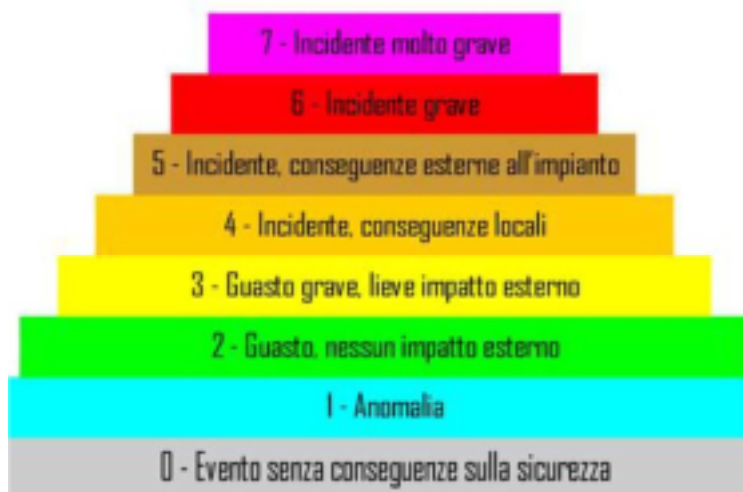 7 - Incidente molto grave
6 - Incidente grave
5 - Incidente, conseguenze esterne all'impianto
4 - Incidente, conseguenze locali
3 - Guasto grave, lieve impatto esterno
2 - Guasto, nessun impatto esterno
1 - Anomalia
0 - Evento senza conseguenze sulla sicurezza